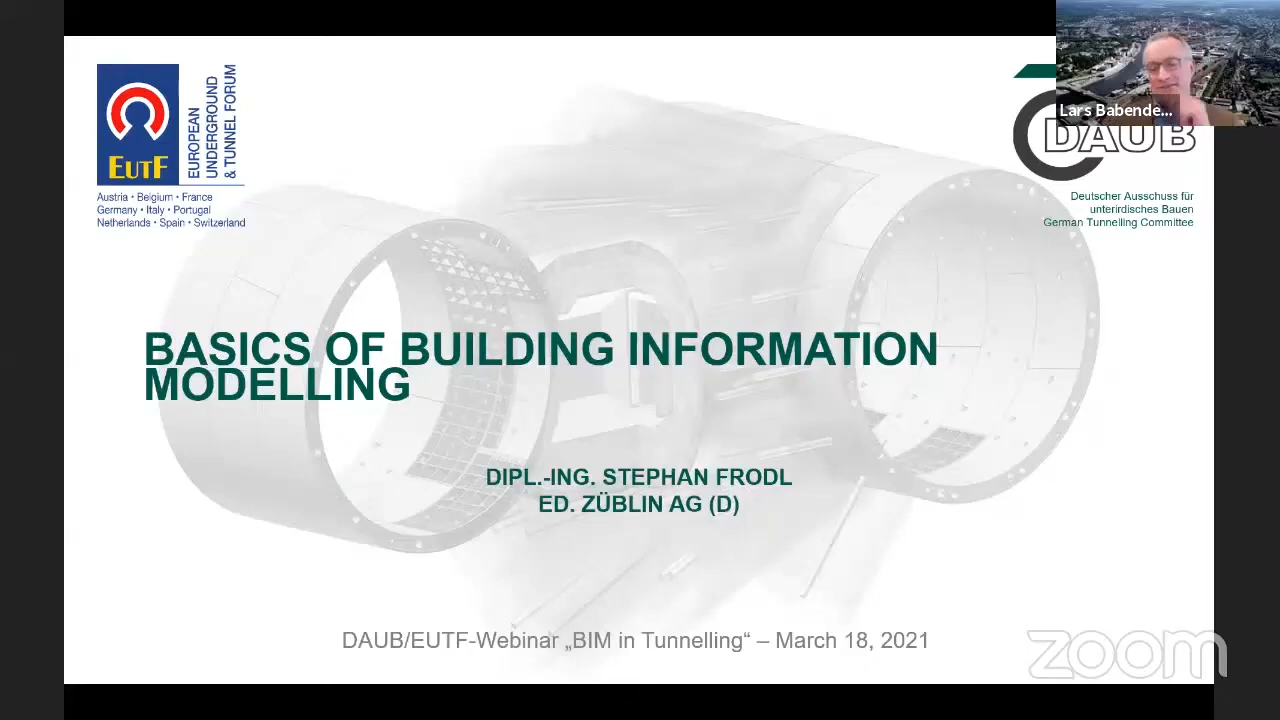 EUTF
EUROPEAN
UNDERGROUND
& TUNNEL FORUM
Austria • Belgium • France
Germany • Italy • Portugal
Netherlands • Spain • Switzerland
Lars Babende...
DAUB
Deutscher Ausschuss für
unterirdisches Bauen
German Tunnelling Committee
BASICS OF BUILDING INFORMATION
MODELLING
DIPL.-ING. STEPHAN FRODL
ED. ZÜBLIN AG (D)
DAUB/EUTF-Webinar „BIM in Tunnelling“ – March 18, 2021
zoom